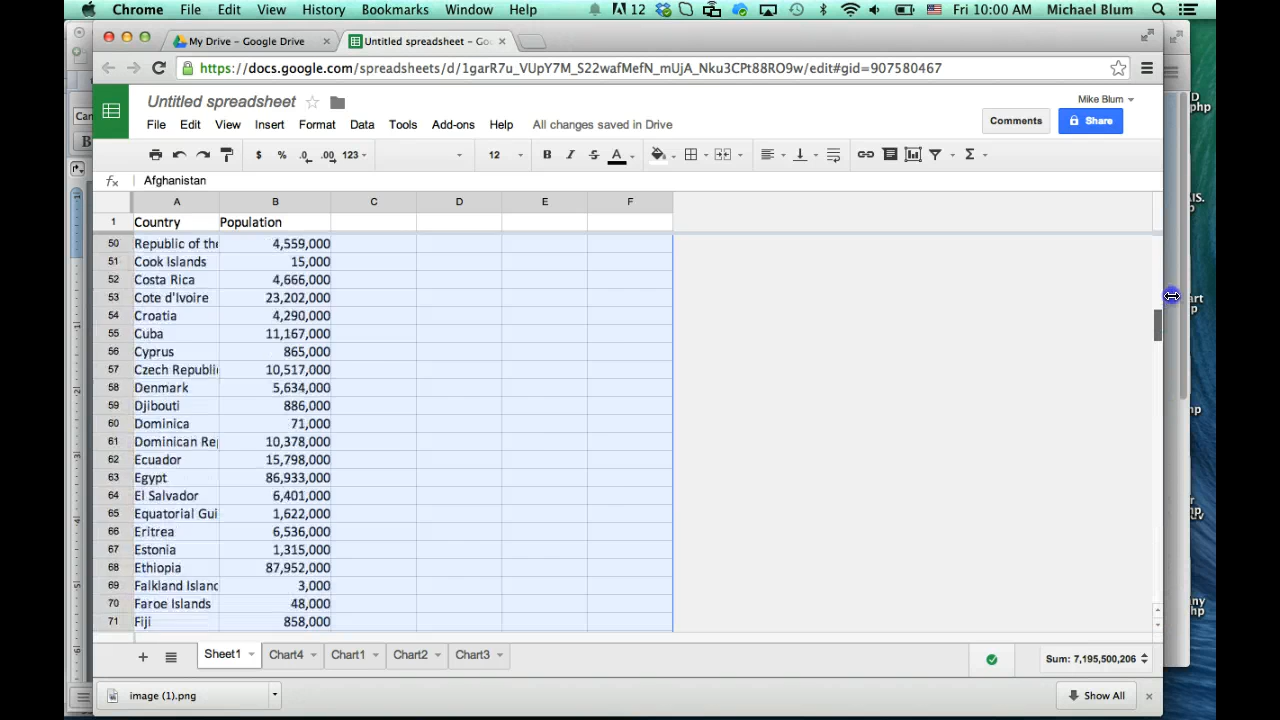 Chrome File Edit View History Bookmarks Window Help 12 Fri 10:00 AM Michael Blum
My Drive – Google Drive × Untitled spreadsheet – Goo ×
https://docs.google.com/spreadsheets/d/1garR7u_VUpY7M_S22wafMefN_mUjA_Nku3CPt88RO9w/edit#gid=907580467
Untitled spreadsheet
Mike Blum
File Edit View Insert Format Data Tools Add-ons Help All changes saved in Drive
Comments Share
$ % .0 .00 123 12 B I S A Σ
fx Afghanistan
A B C D E F
1 Country Population
50 Republic of the 4,559,000
51 Cook Islands 15,000
52 Costa Rica 4,666,000
53 Cote d'Ivoire 23,202,000
54 Croatia 4,290,000
55 Cuba 11,167,000
56 Cyprus 865,000
57 Czech Republi 10,517,000
58 Denmark 5,634,000
59 Djibouti 886,000
60 Dominica 71,000
61 Dominican Rep 10,378,000
62 Ecuador 15,798,000
63 Egypt 86,933,000
64 El Salvador 6,401,000
65 Equatorial Gui 1,622,000
66 Eritrea 6,536,000
67 Estonia 1,315,000
68 Ethiopia 87,952,000
69 Falkland Islanc 3,000
70 Faroe Islands 48,000
71 Fiji 858,000
Sheet1 Chart4 Chart1 Chart2 Chart3 Sum: 7,195,500,206
image (1).png Show All ×